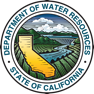 DEPARTMENT OF WATER RESOURCES
STATE OF CALIFORNIA